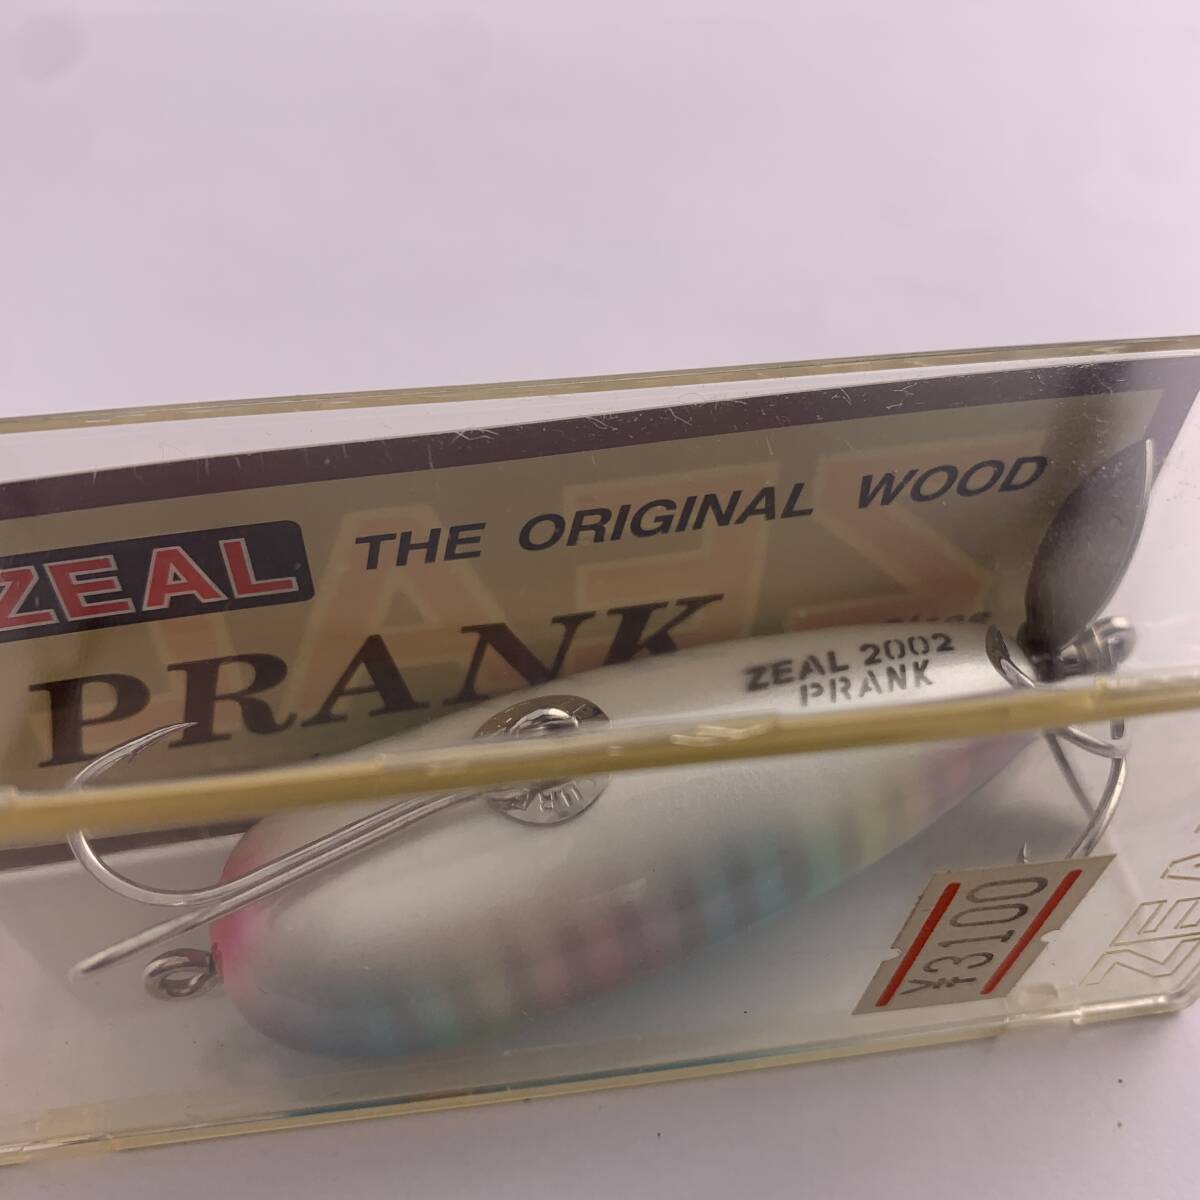 ZEAL THE ORIGINAL WOOD
PRANK
ZEAL 2002
PRANK
¥3100